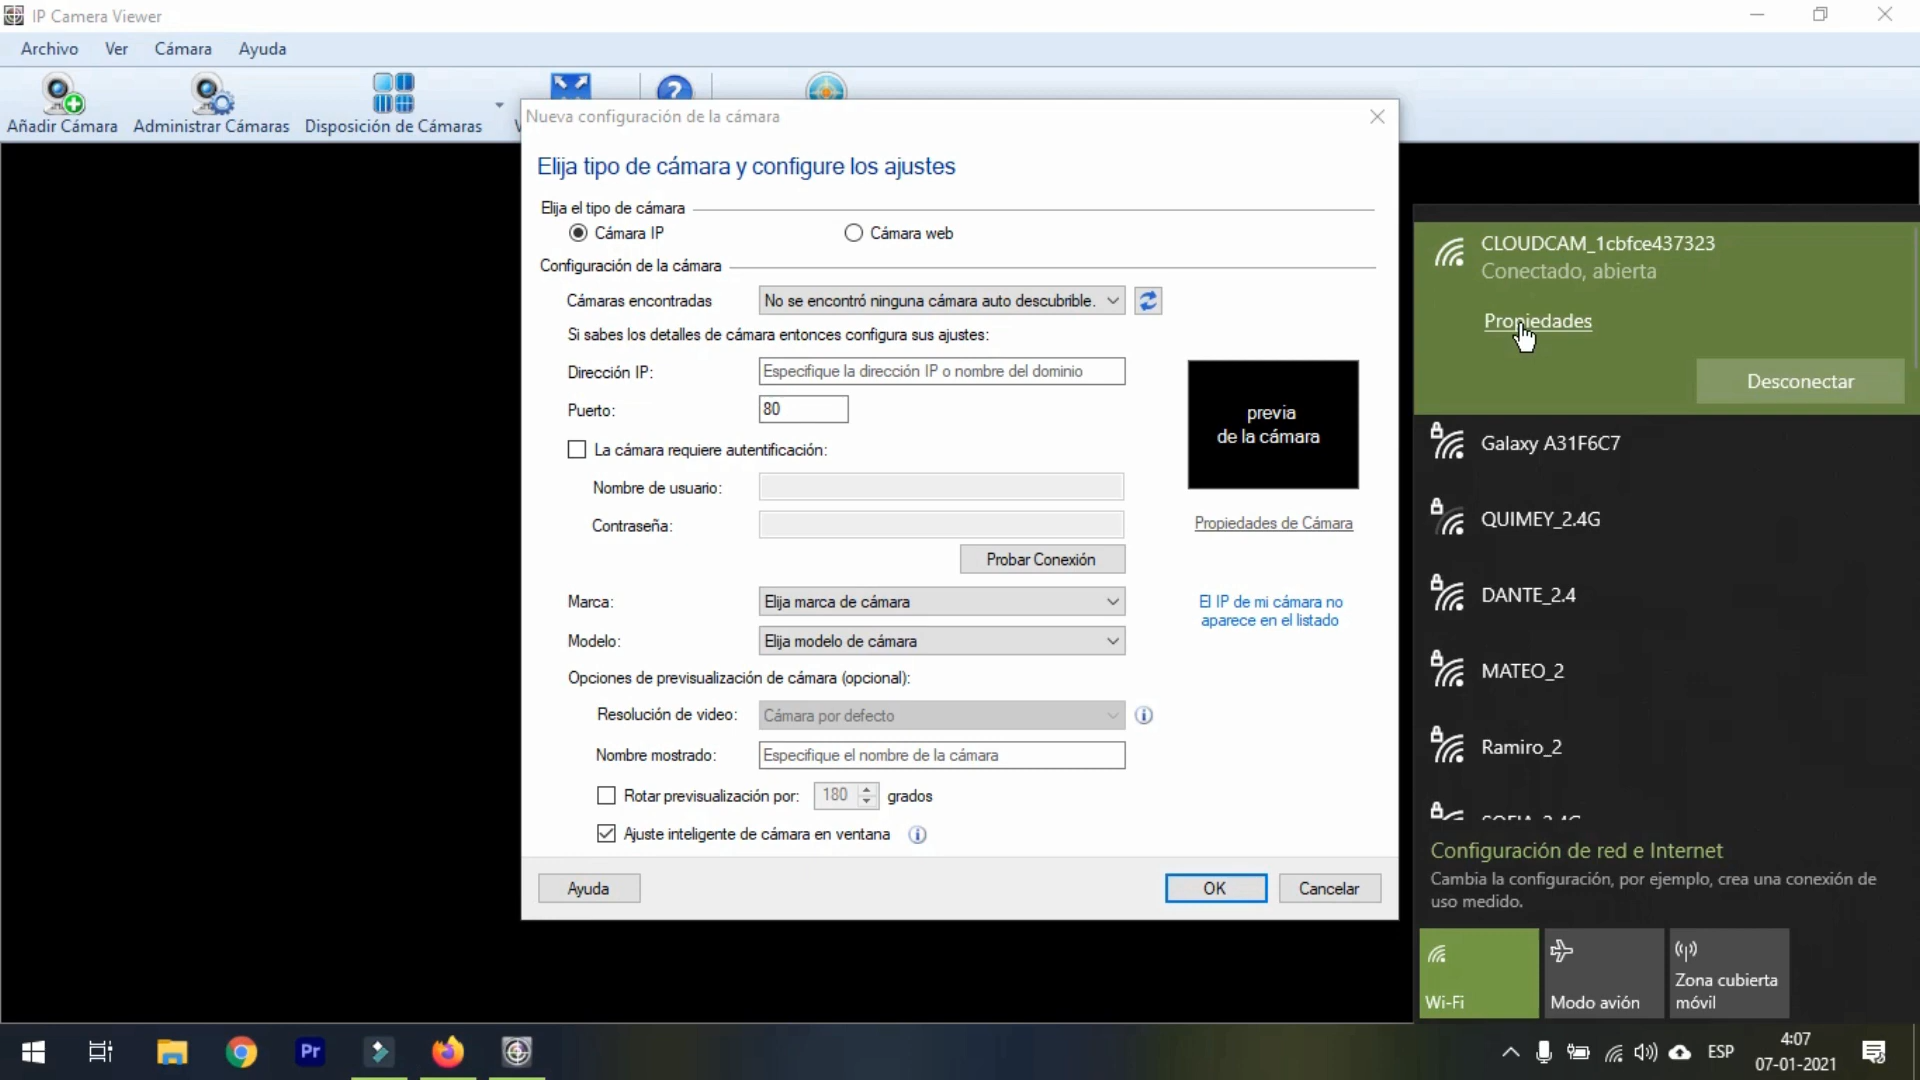 IP Camera Viewer
Archivo Ver Cámara Ayuda
Añadir Cámara Administrar Cámaras Disposición de Cámaras
Nueva configuración de la cámara
Elija tipo de cámara y configure los ajustes
Elija el tipo de cámara
Cámara IP Cámara web
Configuración de la cámara
Cámaras encontradas No se encontró ninguna cámara auto descubrible.
Si sabes los detalles de cámara entonces configura sus ajustes:
Dirección IP: Especifique la dirección IP o nombre del dominio
Puerto: 80
La cámara requiere autentificación:
Nombre de usuario:
Contraseña:
Probar Conexión
previa
de la cámara
Propiedades de Cámara
Marca: Elija marca de cámara
Modelo: Elija modelo de cámara
El IP de mi cámara no
aparece en el listado
Opciones de previsualización de cámara (opcional):
Resolución de video: Cámara por defecto
Nombre mostrado: Especifique el nombre de la cámara
Rotar previsualización por: 180 grados
Ajuste inteligente de cámara en ventana
Ayuda OK Cancelar
CLOUDCAM_1cbfce437323
Conectado, abierta
Propiedades
Desconectar
Galaxy A31F6C7
QUIMEY_2.4G
DANTE_2.4
MATEO_2
Ramiro_2
Configuración de red e Internet
Cambia la configuración, por ejemplo, crea una conexión de
uso medido.
Wi-Fi
Modo avión
Zona cubierta
móvil
Pr
ESP
4:07
07-01-2021